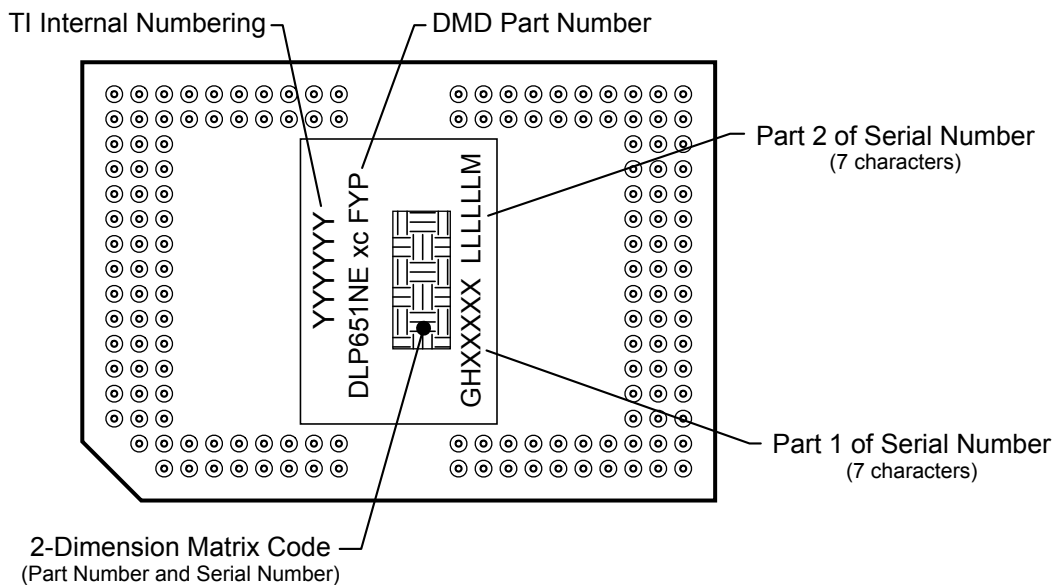 TI Internal Numbering
DMD Part Number
Part 2 of Serial Number
(7 characters)
YYYYYYY
DLP651NE xc FYP
GHXXXXX LLLLLLM
Part 1 of Serial Number
(7 characters)
2-Dimension Matrix Code
(Part Number and Serial Number)